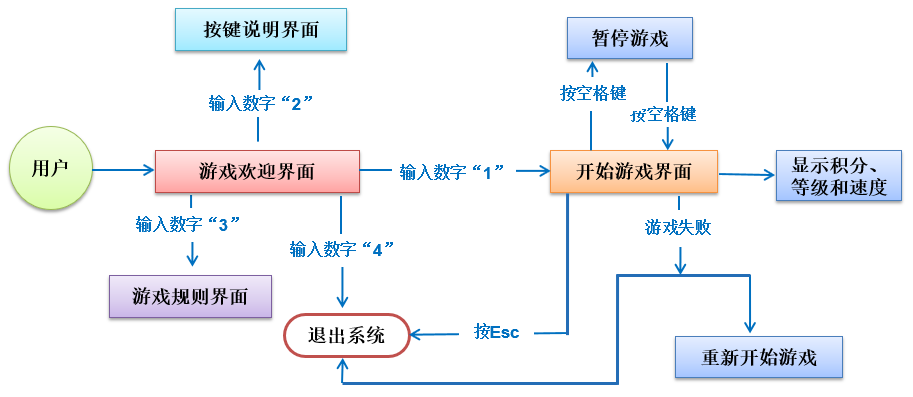 按键说明界面
暂停游戏
输入数字“2”
按空格键
按空格键
用户
游戏欢迎界面
输入数字“1”
开始游戏界面
显示积分、
等级和速度
输入数字“3”
输入数字“4”
游戏失败
游戏规则界面
退出系统
按Esc
重新开始游戏